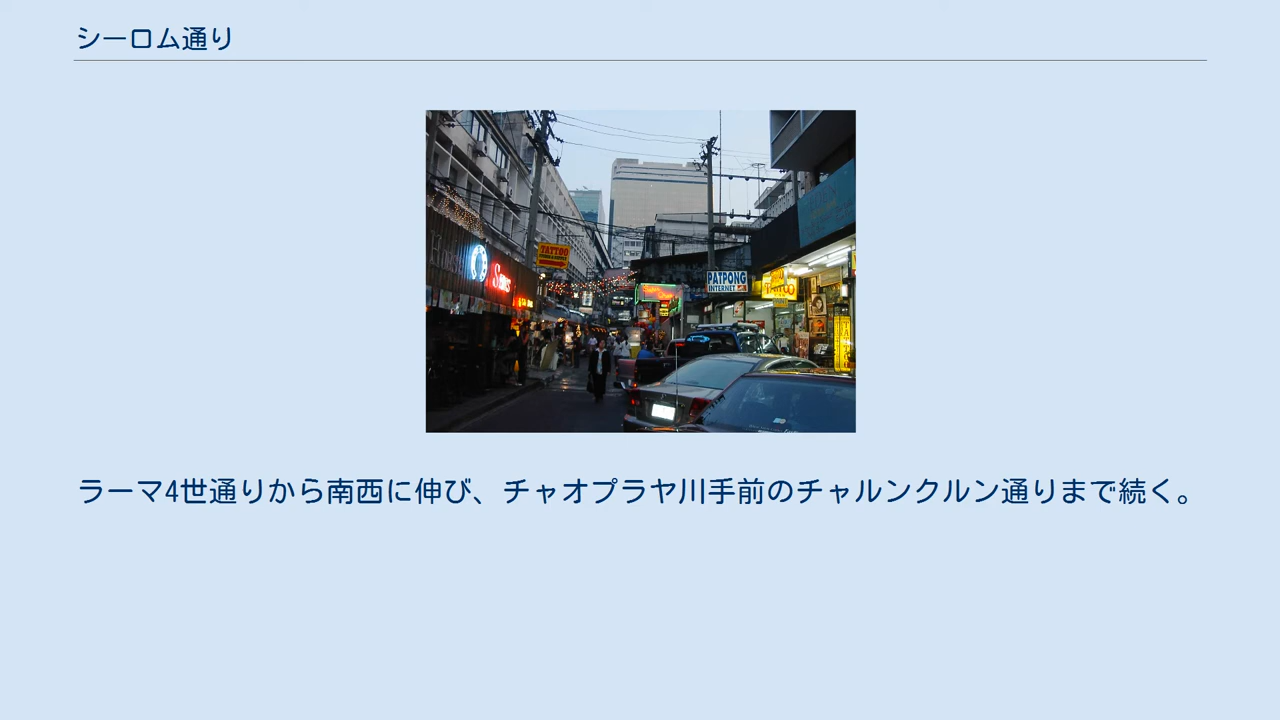 シーロム通り
TATTOO
PATPONG
INTERNET
TATTOO
ラーマ4世通りから南西に伸び、チャオプラヤ川手前のチャルンクルン通りまで続く。